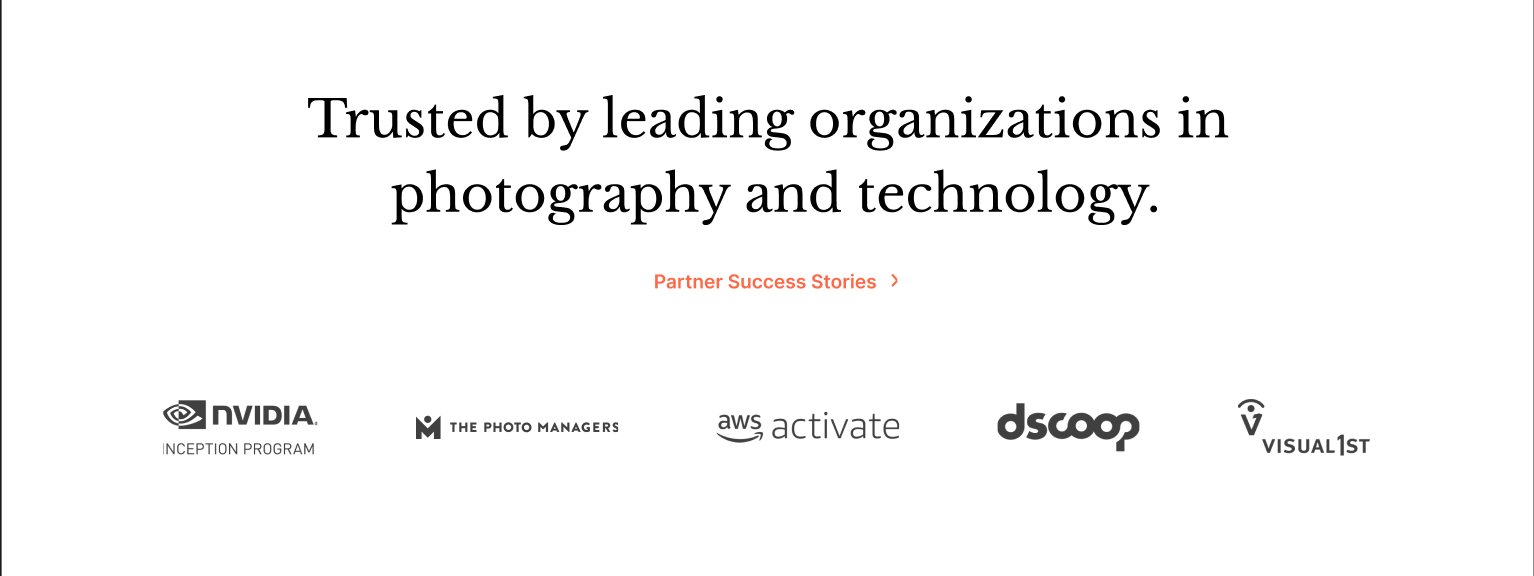 Trusted by leading organizations in
photography and technology.
Partner Success Stories
NVIDIA.
INCEPTION PROGRAM
THE PHOTO MANAGERS
aws activate
dscoop
V
VISUAL1ST